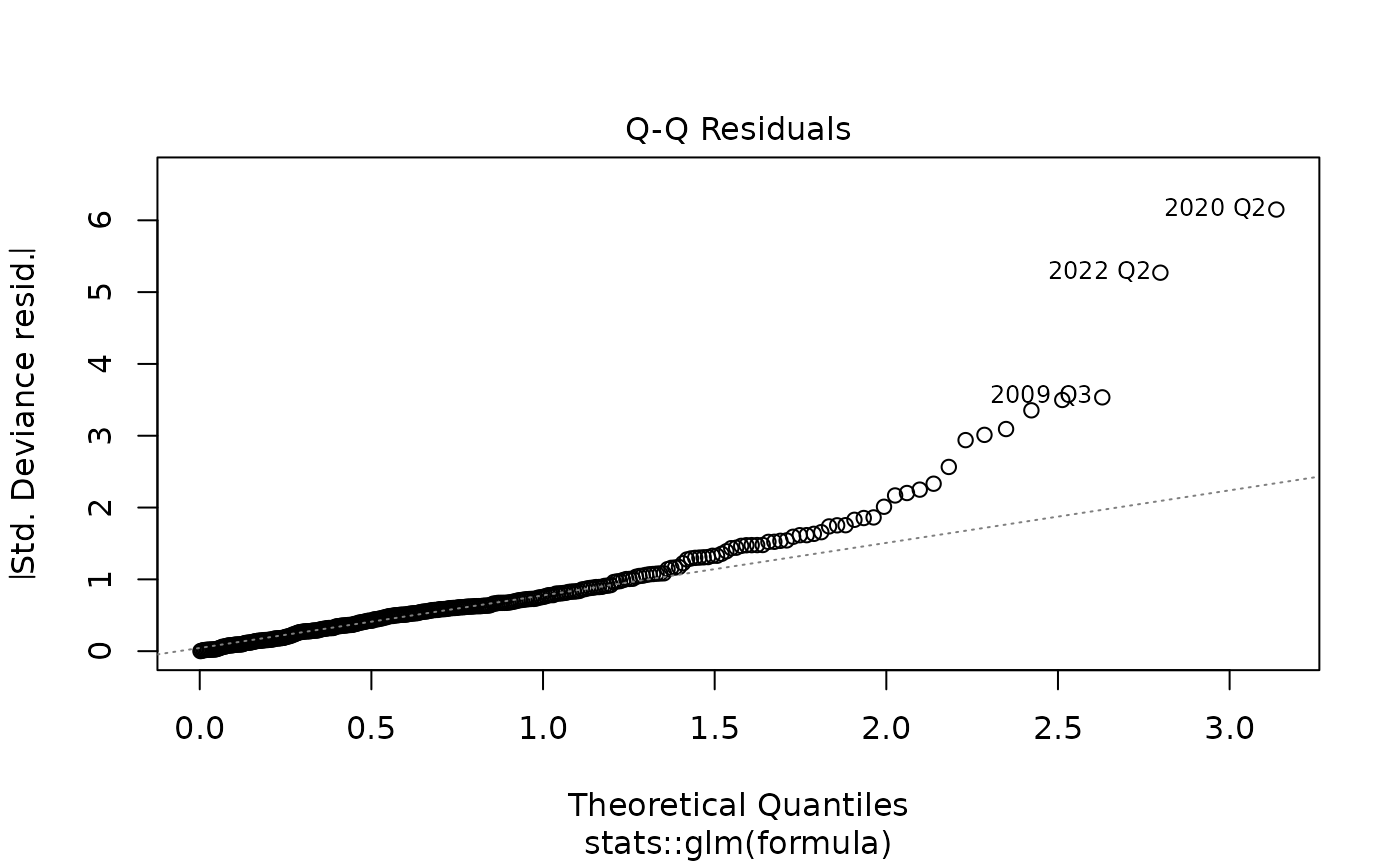 Q-Q Residuals
|Std. Deviance resid.|
6
5
4
3
2
1
0
2020 Q2
2022 Q2
2009 Q3
0.0 0.5 1.0 1.5 2.0 2.5 3.0
Theoretical Quantiles
stats::glm(formula)